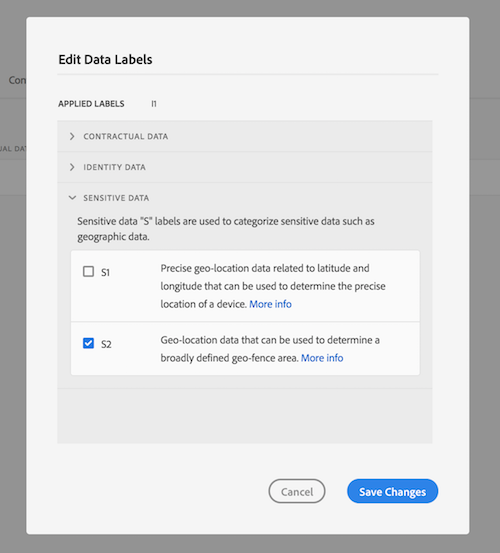 Edit Data Labels
Con
APPLIED LABELS I1
UAL DAT
CONTRACTUAL DATA
IDENTITY DATA
SENSITIVE DATA
Sensitive data "S" labels are used to categorize sensitive data such as
geographic data.
S1 Precise geo-location data related to latitude and
longitude that can be used to determine the precise
location of a device. More info
S2 Geo-location data that can be used to determine a
broadly defined geo-fence area. More info
Cancel Save Changes